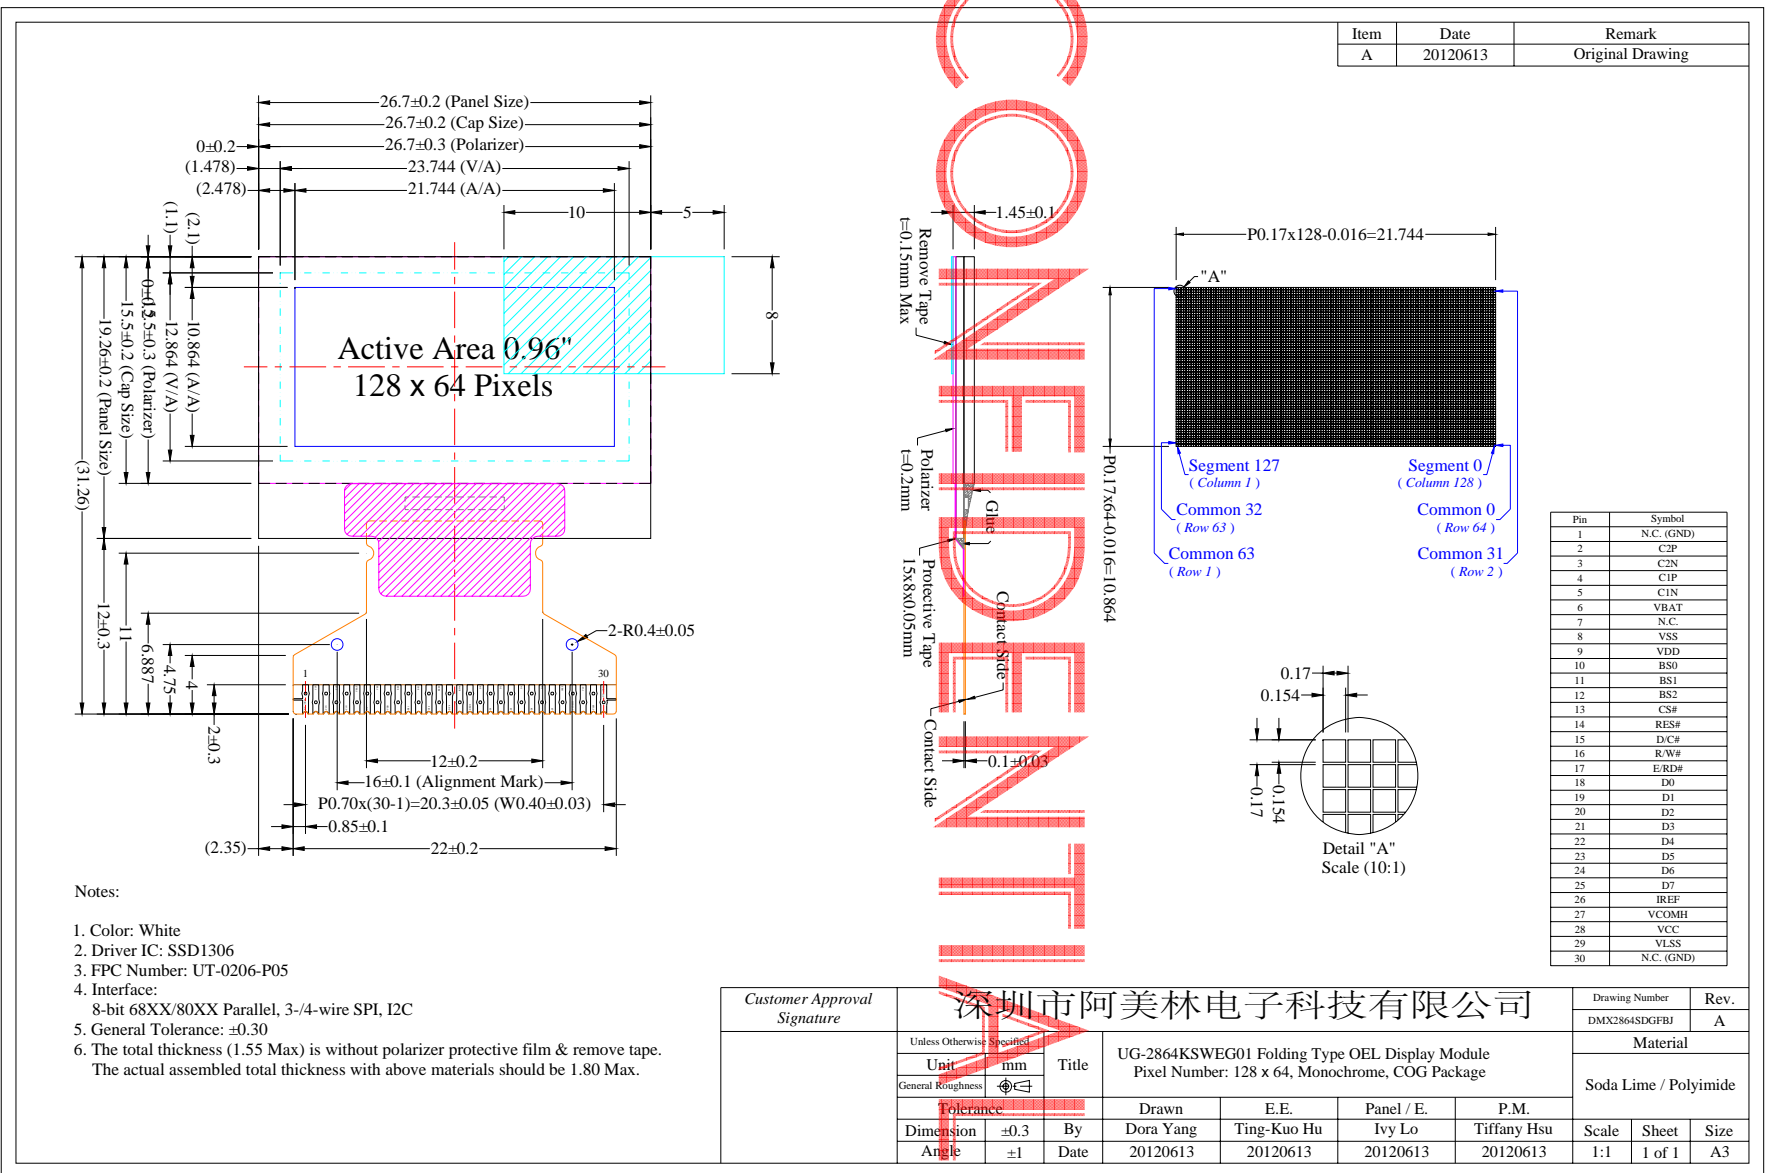 Item Date Remark
A 20120613 Original Drawing
26.7±0.2 (Panel Size)
26.7±0.2 (Cap Size)
26.7±0.3 (Polarizer)
0±0.2
(1.478)
23.744 (V/A)
(2.478)
21.744 (A/A)
10
5
(1.1)
(2.1)
8
(31.26)
19.26±0.2 (Panel Size)
15.5±0.2 (Cap Size)
0±0.2
15.5±0.3 (Polarizer)
12.864 (V/A)
10.864 (A/A)
Active Area 0.96"
128 x 64 Pixels
12±0.3
11
6.887
4.75
4
2±0.3
2-R0.4±0.05
1
30
12±0.2
16±0.1 (Alignment Mark)
P0.70x(30-1)=20.3±0.05 (W0.40±0.03)
0.85±0.1
(2.35)
22±0.2
1.45±0.1
Remove Tape
t=0.15mm Max
Polarizer
t=0.2mm
Glue
Protective Tape
15x8x0.05mm
Contact Side
Contact Side
0.1±0.03
CONFIDENTIAL
P0.17x128-0.016=21.744
"A"
P0.17x64-0.016=10.864
Segment 127
( Column 1 )
Segment 0
( Column 128 )
Common 32
( Row 63 )
Common 0
( Row 64 )
Common 63
( Row 1 )
Common 31
( Row 2 )
0.17
0.154
0.17
0.154
Detail "A"
Scale (10:1)
Pin Symbol
1 N.C. (GND)
2 C2P
3 C2N
4 C1P
5 C1N
6 VBAT
7 N.C.
8 VSS
9 VDD
10 BS0
11 BS1
12 BS2
13 CS#
14 RES#
15 D/C#
16 R/W#
17 E/RD#
18 D0
19 D1
20 D2
21 D3
22 D4
23 D5
24 D6
25 D7
26 IREF
27 VCOMH
28 VCC
29 VLSS
30 N.C. (GND)
Notes:
1. Color: White
2. Driver IC: SSD1306
3. FPC Number: UT-0206-P05
4. Interface:
8-bit 68XX/80XX Parallel, 3-/4-wire SPI, I2C
5. General Tolerance: ±0.30
6. The total thickness (1.55 Max) is without polarizer protective film & remove tape.
The actual assembled total thickness with above materials should be 1.80 Max.
Customer Approval
Signature
深圳市阿美林电子科技有限公司
Drawing Number Rev.
DMX2864SDGFBJ A
Unless Otherwise Specified
Unit mm
General Roughness
Title
UG-2864KSWEG01 Folding Type OEL Display Module
Pixel Number: 128 x 64, Monochrome, COG Package
Material
Soda Lime / Polyimide
Tolerance Drawn E.E. Panel / E. P.M.
Dimension ±0.3 By Dora Yang Ting-Kuo Hu Ivy Lo Tiffany Hsu Scale Sheet Size
Angle ±1 Date 20120613 20120613 20120613 20120613 1:1 1 of 1 A3